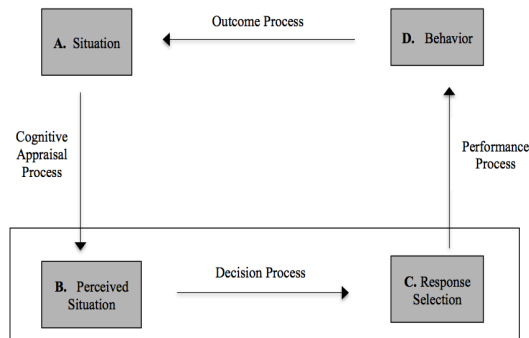 Outcome Process
A. Situation
D. Behavior
Cognitive
Appraisal
Process
Performance
Process
Decision Process
B. Perceived
Situation
C. Response
Selection